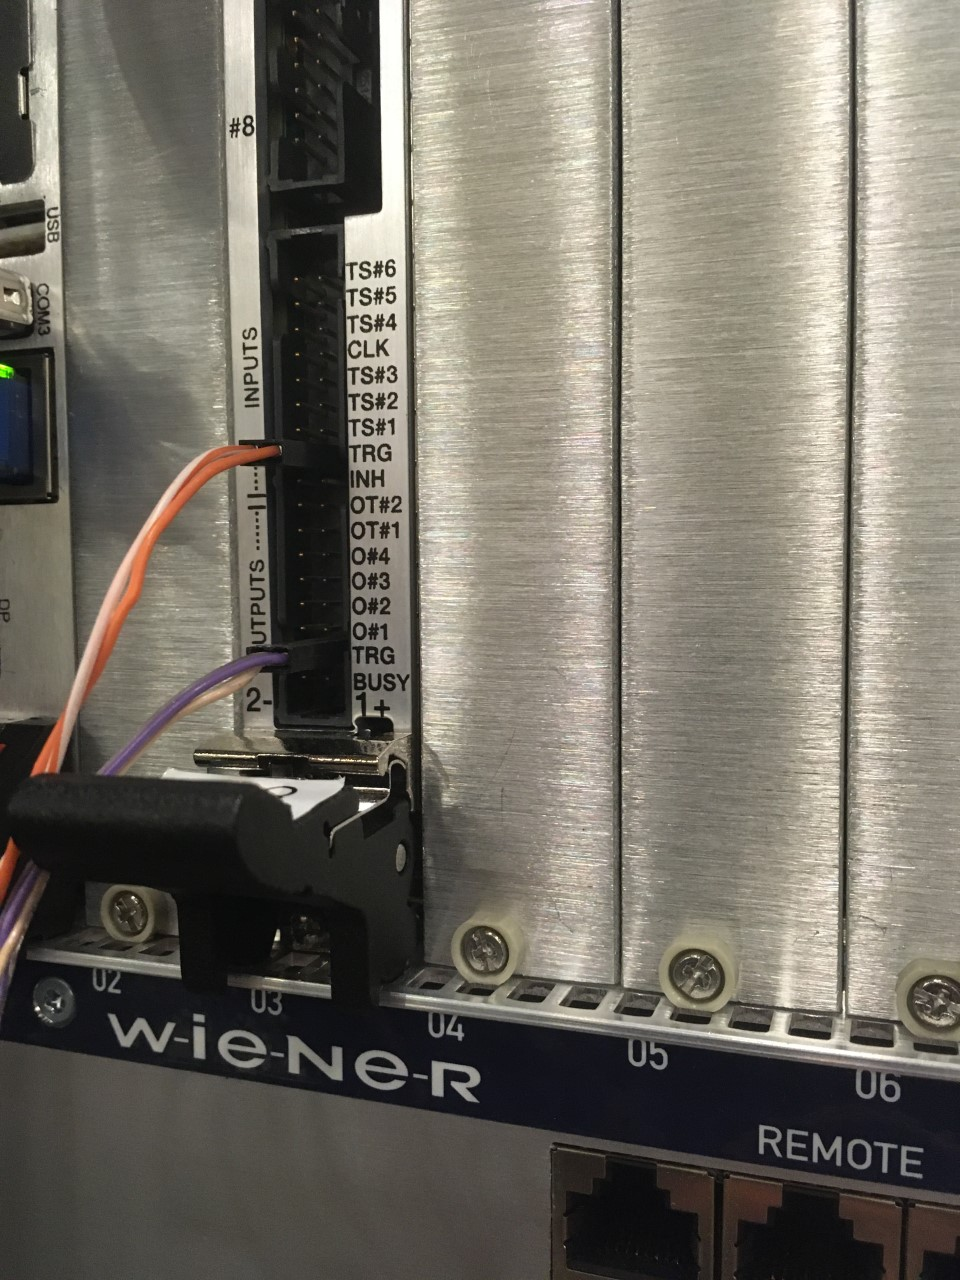 #8
USB
COM3
INPUTS
TS#6
TS#5
TS#4
CLK
TS#3
TS#2
TS#1
TRG
INH
OT#2
OT#1
O#4
O#3
O#2
O#1
TRG
BUSY
UTPUTS
2-
1+
02
03
04
05
06
W-IE-NE-R
REMOTE